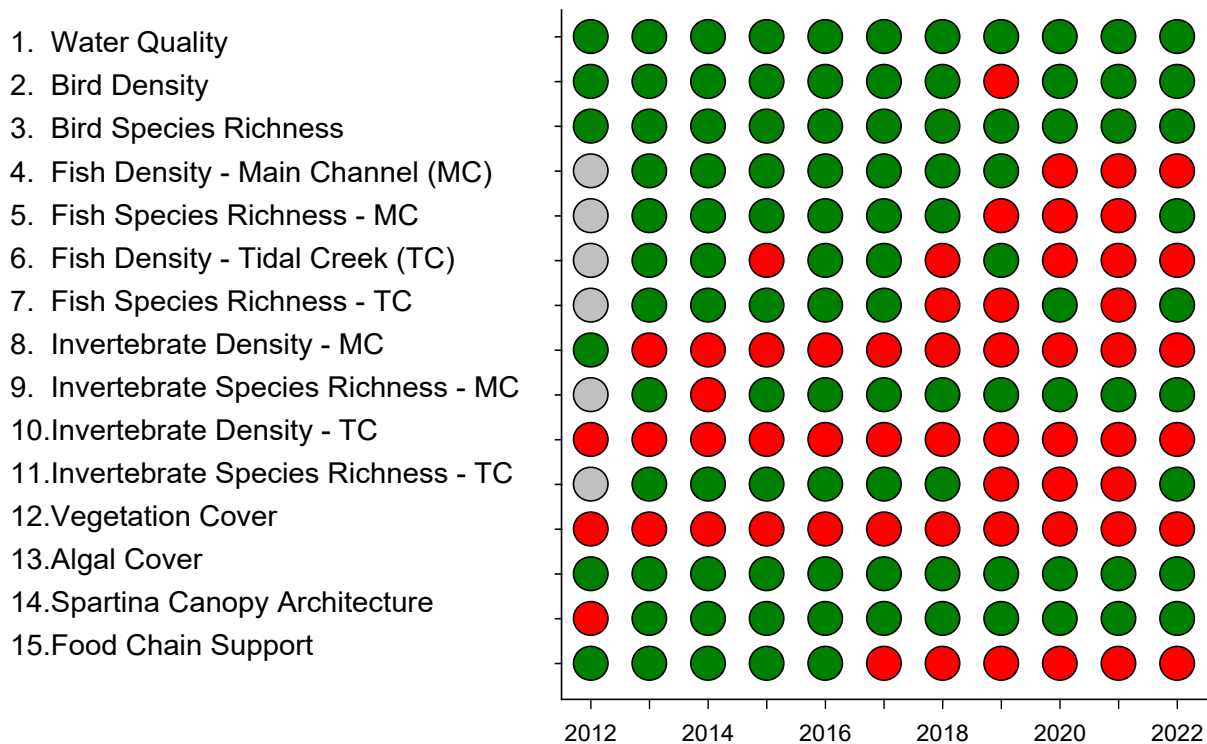 1. Water Quality
2. Bird Density
3. Bird Species Richness
4. Fish Density - Main Channel (MC)
5. Fish Species Richness - MC
6. Fish Density - Tidal Creek (TC)
7. Fish Species Richness - TC
8. Invertebrate Density - MC
9. Invertebrate Species Richness - MC
10.Invertebrate Density - TC
11.Invertebrate Species Richness - TC
12.Vegetation Cover
13.Algal Cover
14.Spartina Canopy Architecture
15.Food Chain Support
2012 2014 2016 2018 2020 2022